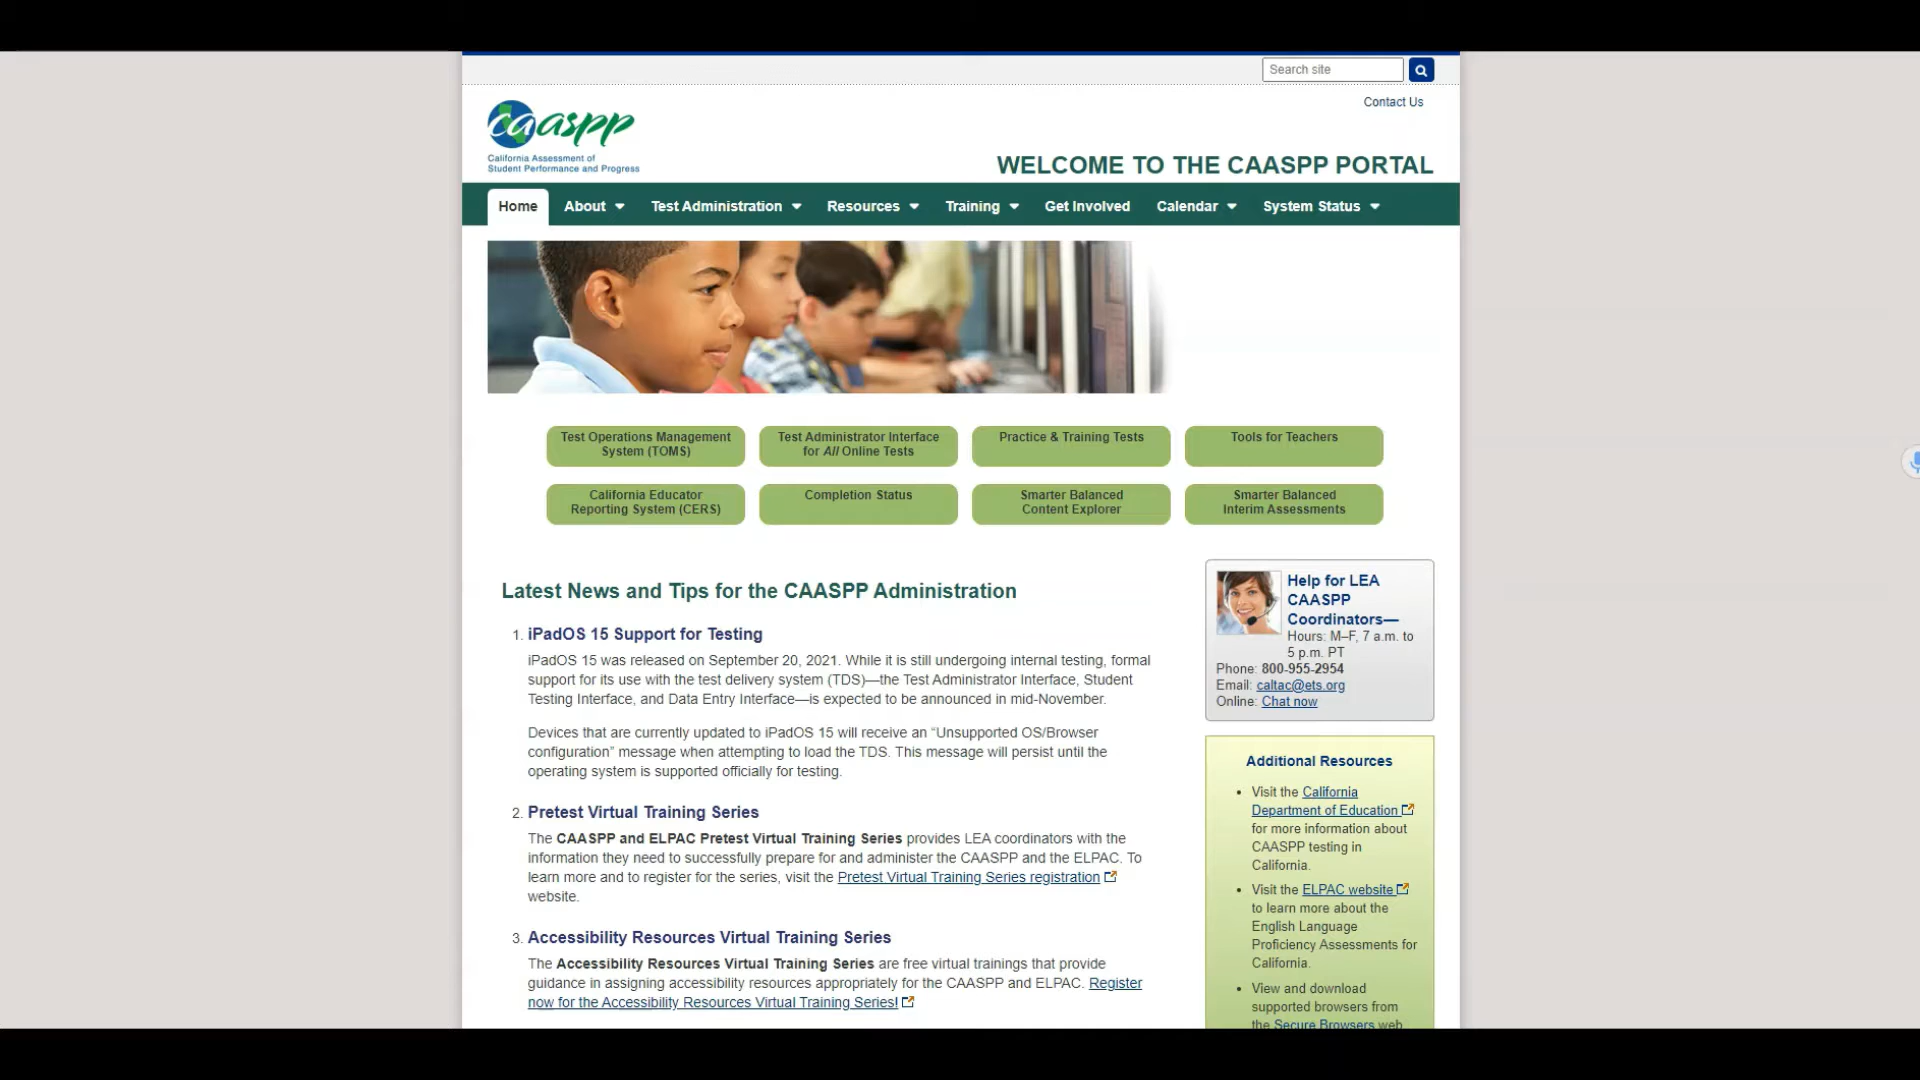 Search site
Contact Us
caaspp
California Assessment of
Student Performance and Progress
WELCOME TO THE CAASPP PORTAL
Home About Test Administration Resources Training Get Involved Calendar System Status
Test Operations Management
System (TOMS)
Test Administrator Interface
for All Online Tests
Practice & Training Tests
Tools for Teachers
California Educator
Reporting System (CERS)
Completion Status
Smarter Balanced
Content Explorer
Smarter Balanced
Interim Assessments
Latest News and Tips for the CAASPP Administration
1. iPadOS 15 Support for Testing
iPadOS 15 was released on September 20, 2021. While it is still undergoing internal testing, formal
support for its use with the test delivery system (TDS)—the Test Administrator Interface, Student
Testing Interface, and Data Entry Interface—is expected to be announced in mid-November.
Devices that are currently updated to iPadOS 15 will receive an “Unsupported OS/Browser
configuration” message when attempting to load the TDS. This message will persist until the
operating system is supported officially for testing.
2. Pretest Virtual Training Series
The CAASPP and ELPAC Pretest Virtual Training Series provides LEA coordinators with the
information they need to successfully prepare for and administer the CAASPP and the ELPAC. To
learn more and to register for the series, visit the Pretest Virtual Training Series registration
website.
3. Accessibility Resources Virtual Training Series
The Accessibility Resources Virtual Training Series are free virtual trainings that provide
guidance in assigning accessibility resources appropriately for the CAASPP and ELPAC. Register
now for the Accessibility Resources Virtual Training Series!
Help for LEA
CAASPP
Coordinators—
Hours: M–F, 7 a.m. to
5 p.m. PT
Phone: 800-955-2954
Email: caltac@ets.org
Online: Chat now
Additional Resources
• Visit the California
Department of Education
for more information about
CAASPP testing in
California.
• Visit the ELPAC website
to learn more about the
English Language
Proficiency Assessments for
California.
• View and download
supported browsers from
the Secure Browsers web